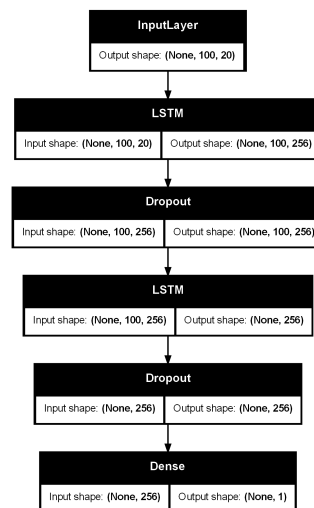 InputLayer
Output shape: (None, 100, 20)
LSTM
Input shape: (None, 100, 20) Output shape: (None, 100, 256)
Dropout
Input shape: (None, 100, 256) Output shape: (None, 100, 256)
LSTM
Input shape: (None, 100, 256) Output shape: (None, 256)
Dropout
Input shape: (None, 256) Output shape: (None, 256)
Dense
Input shape: (None, 256) Output shape: (None, 1)